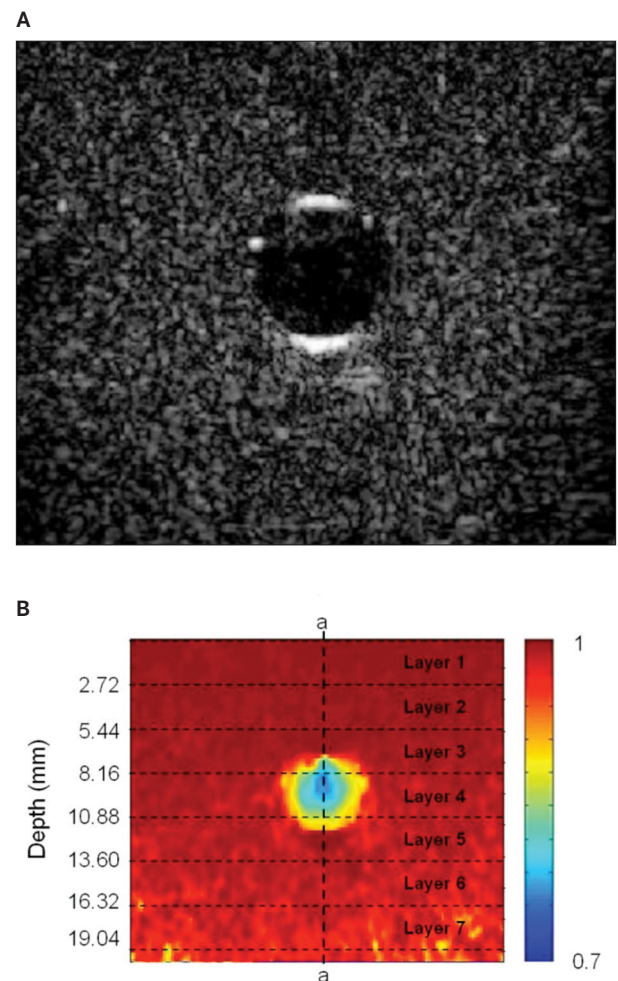 A
B
a
1
Layer 1
2.72
Layer 2
5.44
Layer 3
8.16
Layer 4
10.88
Layer 5
13.60
Layer 6
16.32
Layer 7
19.04
0.7
a
Depth (mm)